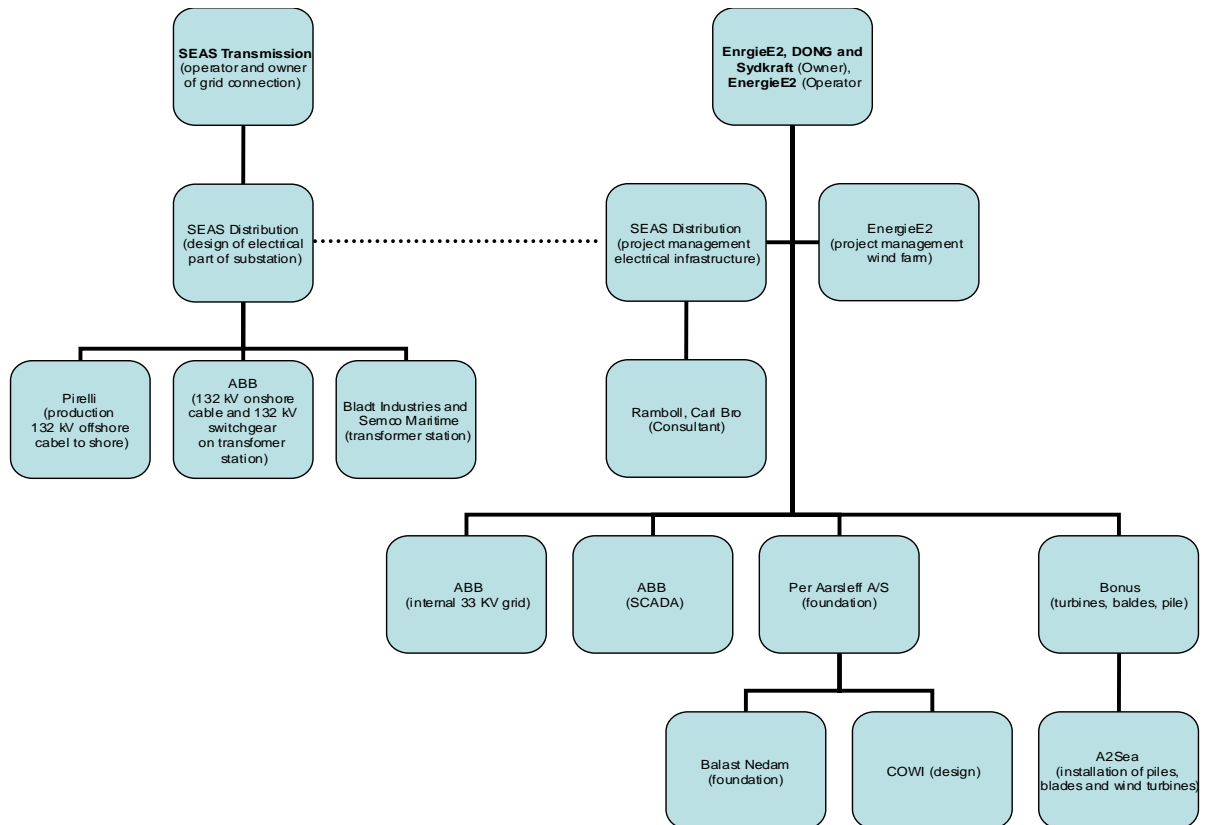 SEAS Transmission
(operator and owner
of grid connection)
EnrgieE2, DONG and
Sydkraft (Owner),
EnergieE2 (Operator
SEAS Distribution
(design of electrical
part of substation)
SEAS Distribution
(project management
electrical infrastructure)
EnergieE2
(project management
wind farm)
Pirelli
(production
132 kV offshore
cabel to shore)
ABB
(132 kV onshore
cable and 132 kV
switchgear
on transfomer
station)
Bladt Industries and
Semco Maritime
(transformer station)
Ramboll, Carl Bro
(Consultant)
ABB
(internal 33 KV grid)
ABB
(SCADA)
Per Aarsleff A/S
(foundation)
Bonus
(turbines, baldes, pile)
Balast Nedam
(foundation)
COWI (design)
A2Sea
(installation of piles,
blades and wind turbines)